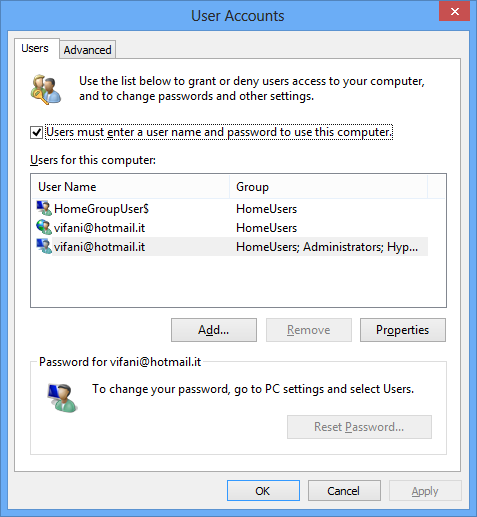 User Accounts
Users
Advanced
Use the list below to grant or deny users access to your computer,
and to change passwords and other settings.
Users must enter a user name and password to use this computer.
Users for this computer:
User Name Group
HomeGroupUser$ HomeUsers
vifani@hotmail.it HomeUsers
vifani@hotmail.it HomeUsers; Administrators; Hyp...
Add... Remove Properties
Password for vifani@hotmail.it
To change your password, go to PC settings and select Users.
Reset Password...
OK Cancel Apply